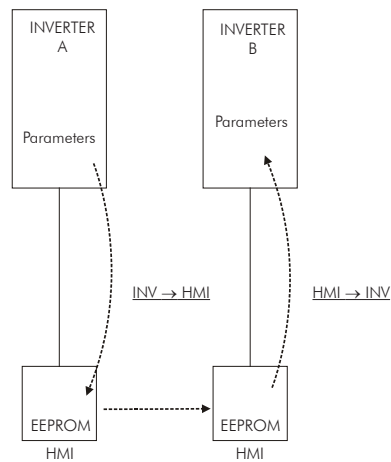 INVERTER
A
Parameters
INV → HMI
EEPROM
HMI
INVERTER
B
Parameters
HMI → INV
EEPROM
HMI